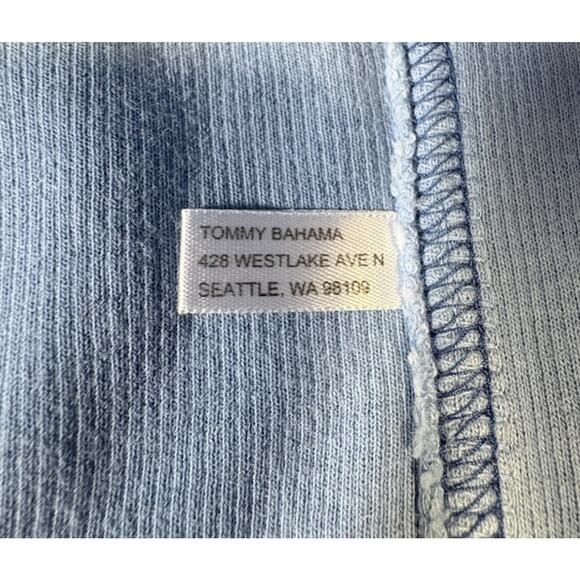 TOMMY BAHAMA
428 WESTLAKE AVE N
SEATTLE, WA 98109